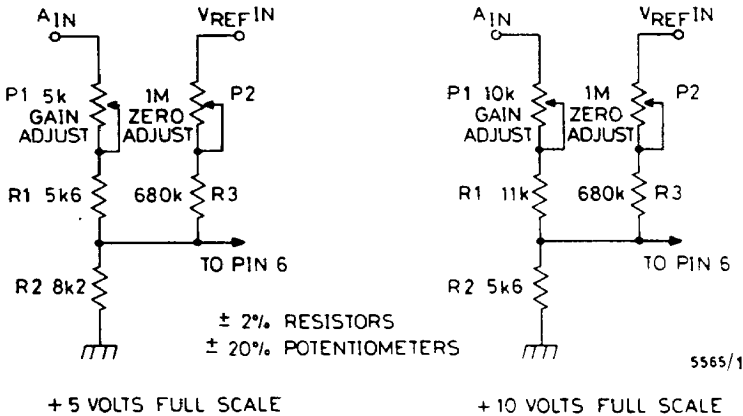 AIN
VREF IN
P1 5k
GAIN
ADJUST
1M
ZERO
ADJUST
P2
R1 5k6
680k R3
TO PIN 6
R2 8k2
AIN
VREF IN
P1 10k
GAIN
ADJUST
1M
ZERO
ADJUST
P2
R1 11k
680k R3
TO PIN 6
R2 5k6
± 2% RESISTORS
± 20% POTENTIOMETERS
5565/1
+5 VOLTS FULL SCALE
+10 VOLTS FULL SCALE